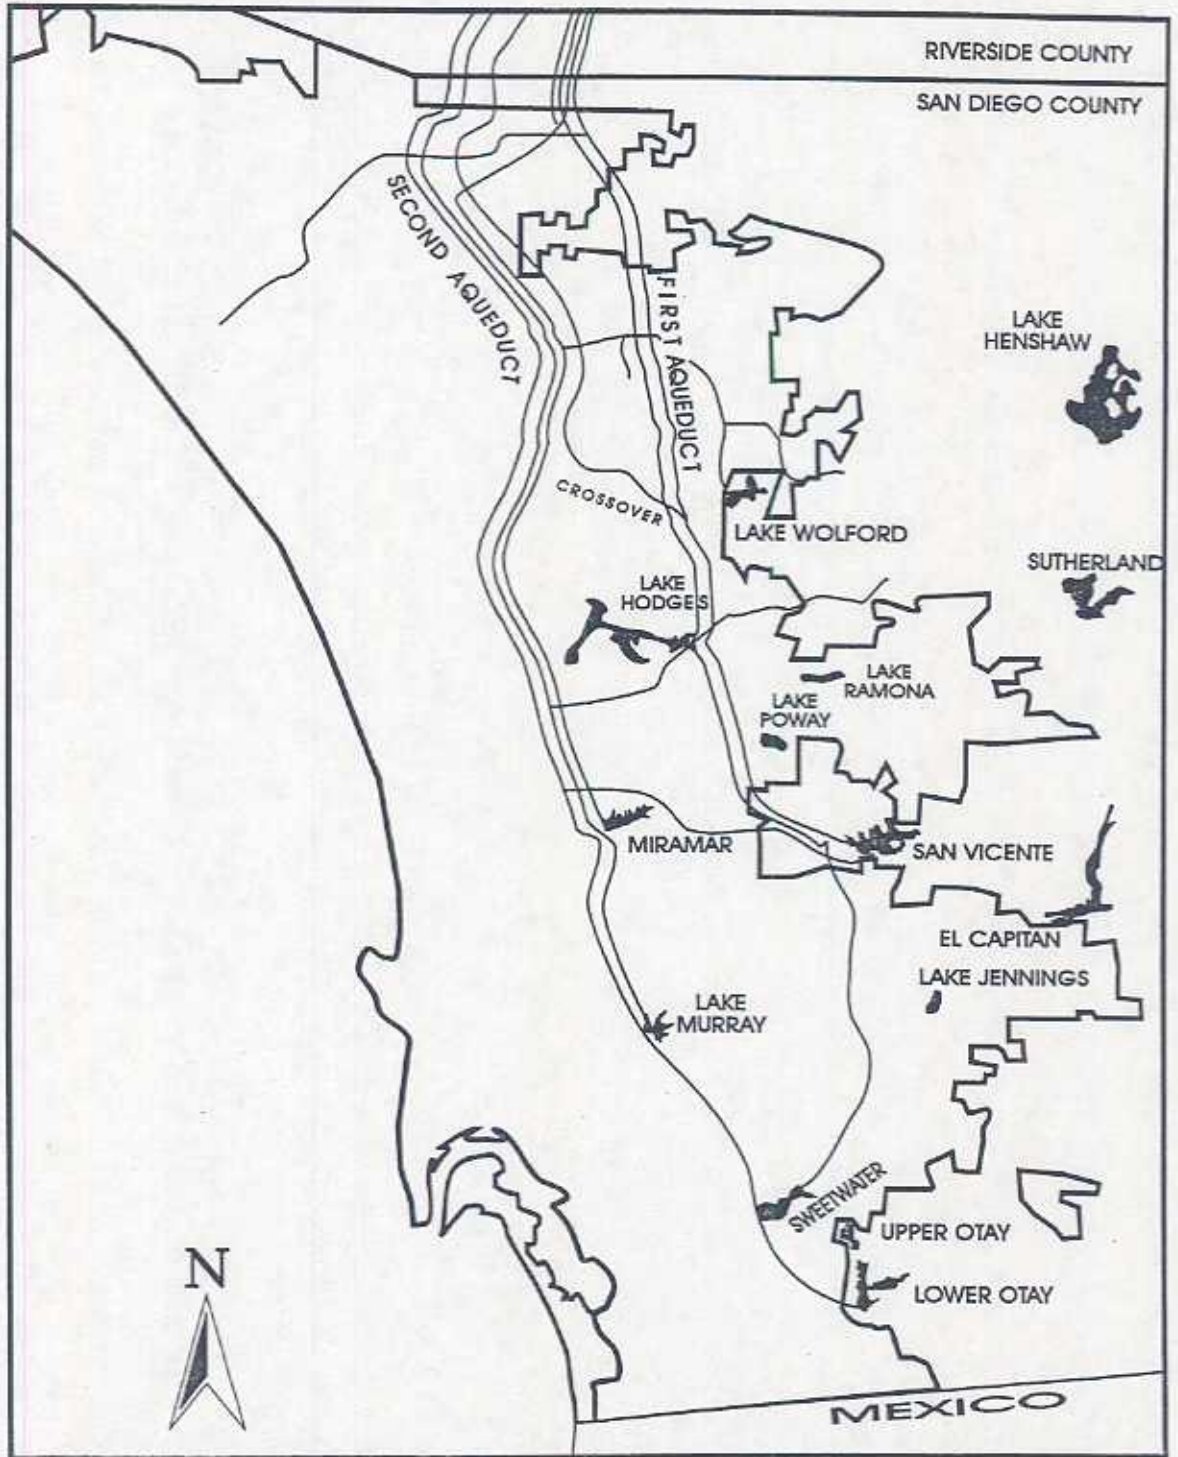 RIVERSIDE COUNTY
SAN DIEGO COUNTY
SECOND AQUEDUCT
FIRST AQUEDUCT
LAKE
HENSHAW
CROSSOVER
LAKE WOLFORD
SUTHERLAND
LAKE
HODGES
LAKE
RAMONA
LAKE
POWAY
MIRAMAR
SAN VICENTE
EL CAPITAN
LAKE JENNINGS
LAKE
MURRAY
SWEETWATER
UPPER OTAY
N
LOWER OTAY
MEXICO